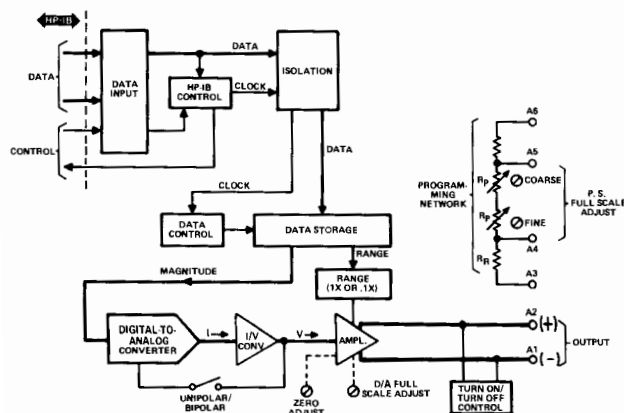 HP-IB
DATA
CONTROL
DATA
INPUT
DATA
HP-IB
CONTROL
CLOCK
ISOLATION
DATA
CLOCK
DATA
CONTROL
DATA STORAGE
RANGE
MAGNITUDE
RANGE
(1X OR .1X)
DIGITAL-TO-
ANALOG
CONVERTER
I
I/V
CONV.
V
AMPL.
UNIPOLAR/
BIPOLAR
ZERO
ADJUST
D/A FULL
SCALE ADJUST
TURN ON/
TURN OFF
CONTROL
A2 (+)
A1 (-)
OUTPUT
PROGRAM-
MING
NETWORK
A6
A5
RP
COARSE
RP
FINE
A4
RR
A3
P.S.
FULL SCALE
ADJUST